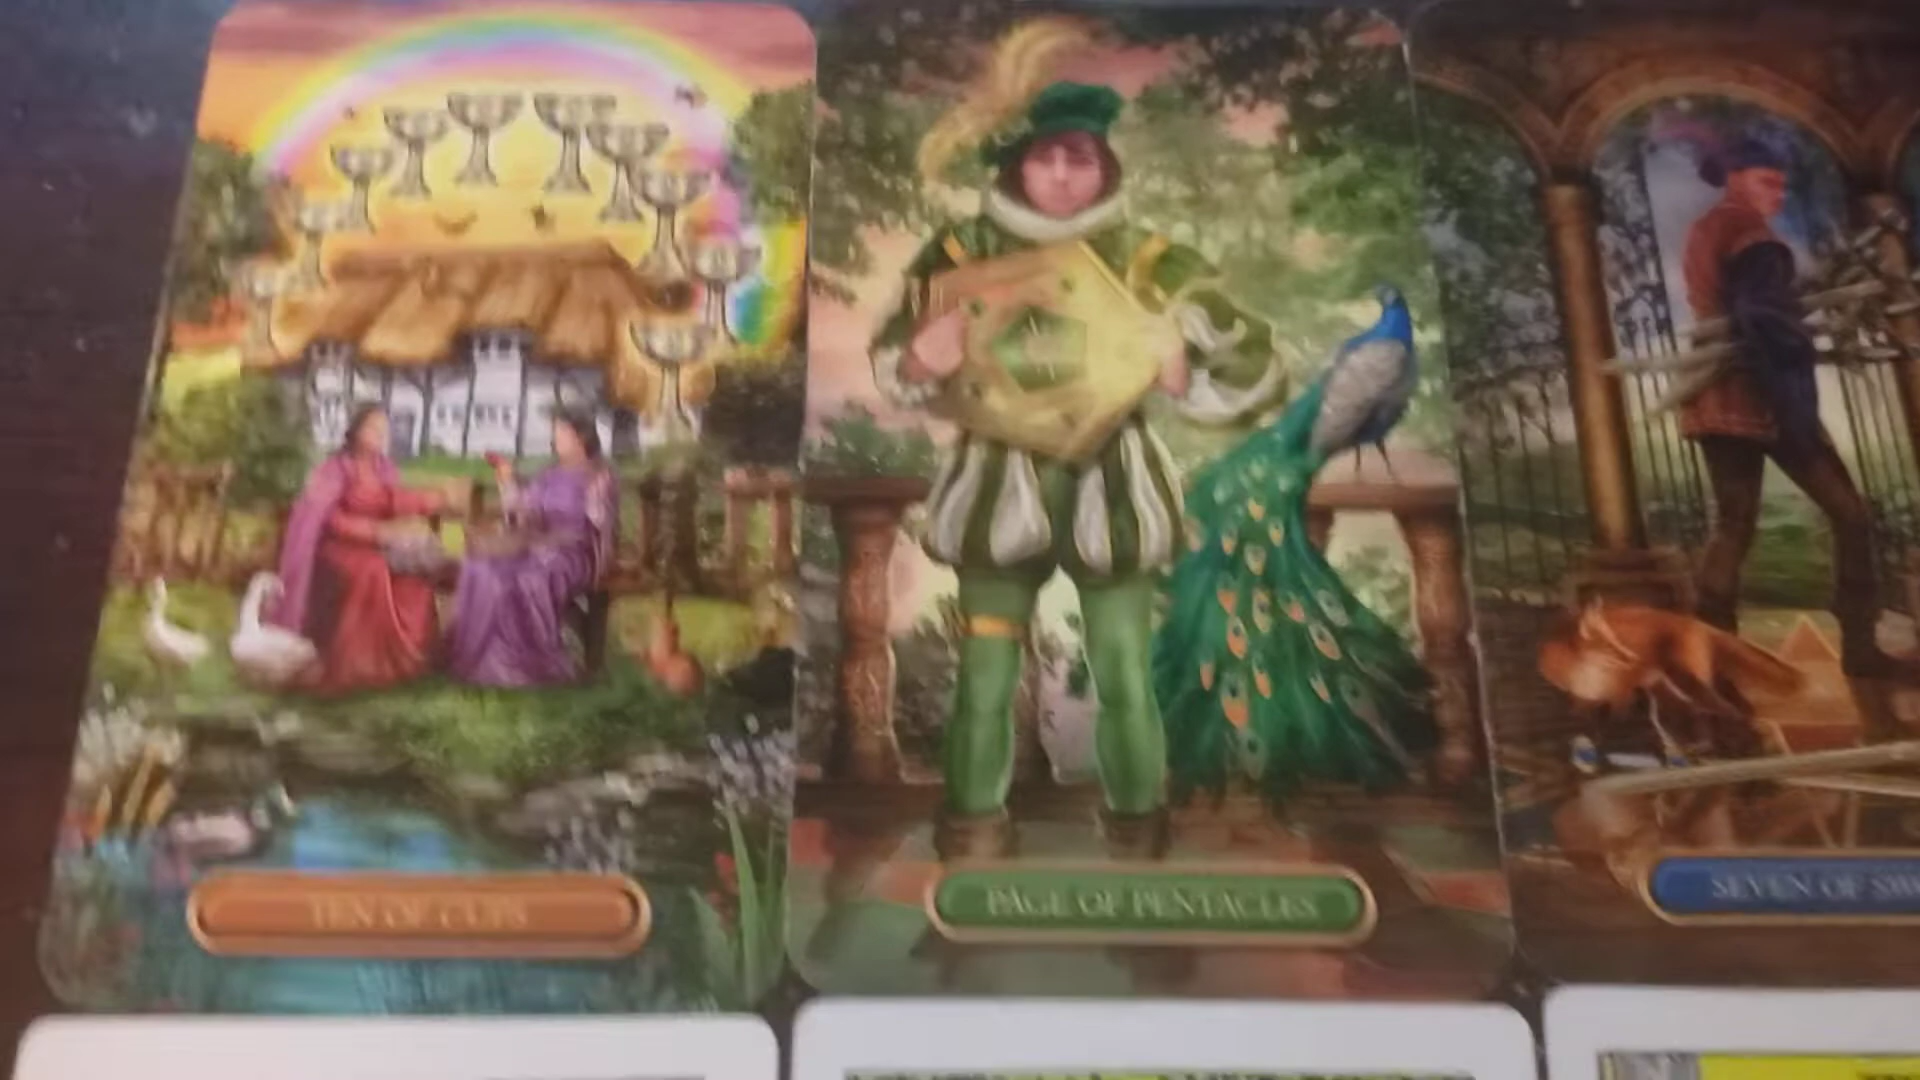 TEN OF CUPS
PAGE OF PENTACLES
SEVEN OF